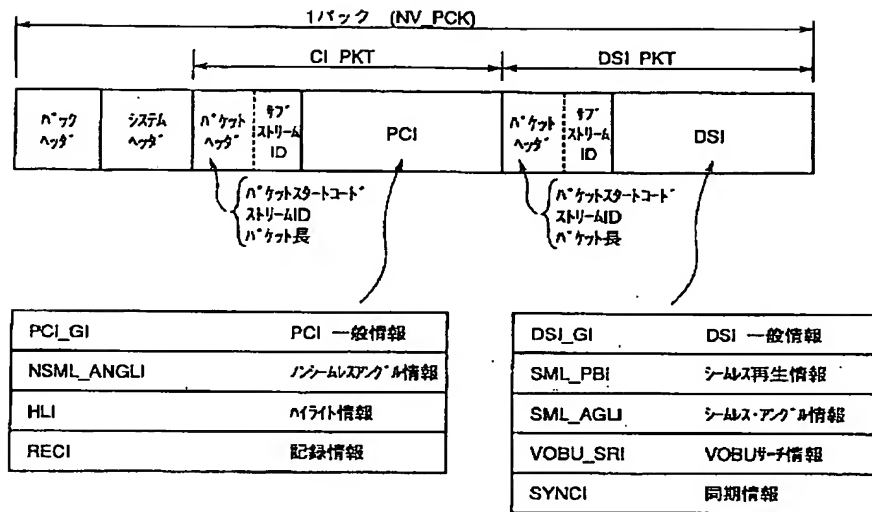 1パック (NV_PCK)
CI PKT
DSI PKT
パック
ヘッダ
システム
ヘッダ
パケット
ヘッダ
サブ
ストリーム
ID
PCI
パケット
ヘッダ
サブ
ストリーム
ID
DSI
パケットスタートコード
ストリームID
パケット長
パケットスタートコード
ストリームID
パケット長
PCI_GI PCI 一般情報
NSML_ANGLI ノンシームレスアングル情報
HLI ハイライト情報
RECI 記録情報
DSI_GI DSI 一般情報
SML_PBI シームレス再生情報
SML_AGLI シームレス・アングル情報
VOBU_SRI VOBUサーチ情報
SYNCI 同期情報